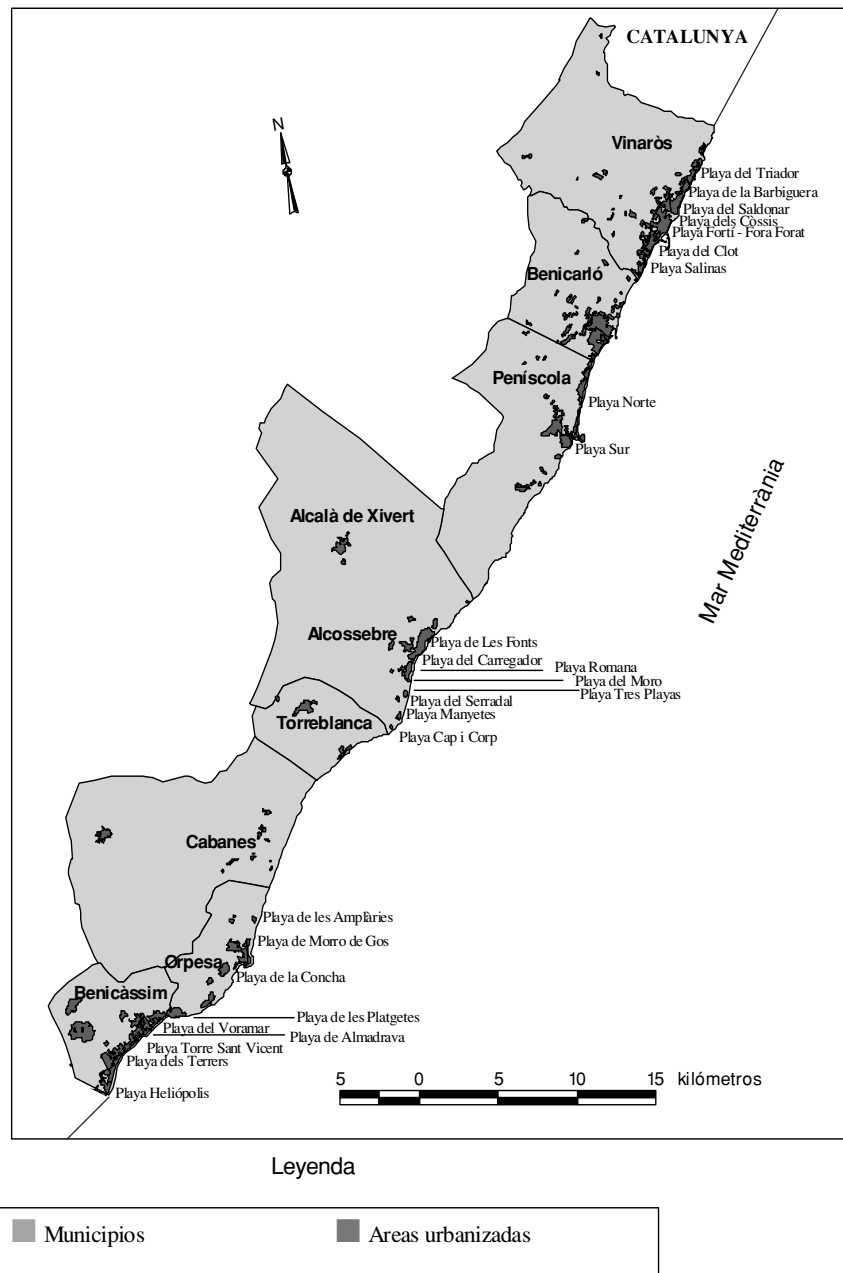 CATALUNYA
N
Vinaròs
Playa del Triador
Playa de la Barbiguera
Playa del Saldonar
Playa dels Còssis
Playa Fortí - Fora Forat
Playa del Clot
Playa Salinas
Benicarló
Peníscola
Playa Norte
Playa Sur
Mar Mediterrània
Alcalà de Xivert
Alcossebre
Playa de Les Fonts
Playa del Carregador
Playa Romana
Playa del Moro
Playa Tres Playas
Playa del Serradal
Playa Manyetes
Playa Cap i Corp
Torreblanca
Cabanes
Playa de les Amplàries
Playa de Morro de Gos
Orpesa
Playa de la Concha
Benicàssim
Playa de les Platgetes
Playa del Voramar
Playa de Almadrava
Playa Torre Sant Vicent
Playa dels Terrers
Playa Heliópolis
5 0 5 10 15 kilómetros
Leyenda
Municipios
Areas urbanizadas